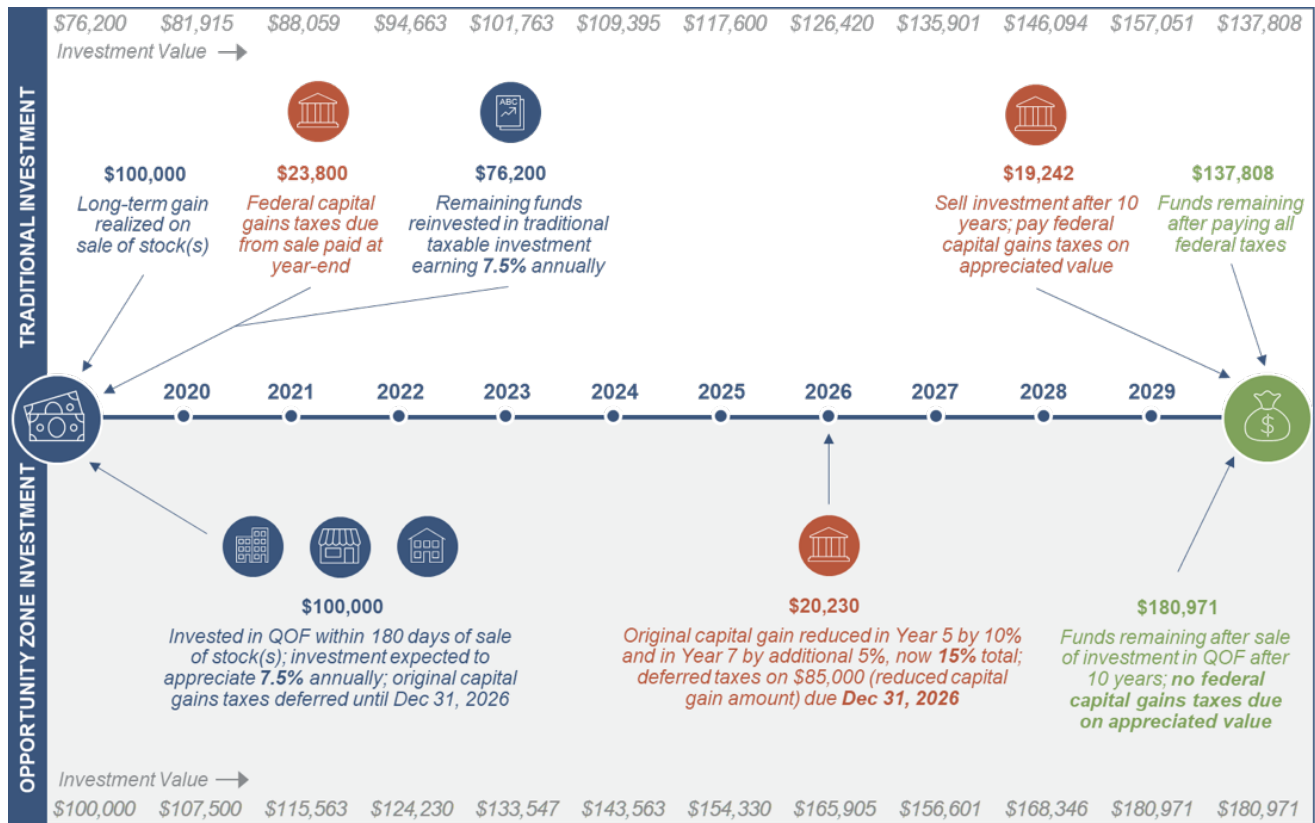 $76,200 $81,915 $88,059 $94,663 $101,763 $109,395 $117,600 $126,420 $135,901 $146,094 $157,051 $137,808
Investment Value →
TRADITIONAL INVESTMENT
$100,000
Long-term gain
realized on
sale of stock(s)
$23,800
Federal capital
gains taxes due
from sale paid at
year-end
ABC
$76,200
Remaining funds
reinvested in traditional
taxable investment
earning 7.5% annually
$19,242
Sell investment after 10
years; pay federal
capital gains taxes on
appreciated value
$137,808
Funds remaining
after paying all
federal taxes
2020 2021 2022 2023 2024 2025 2026 2027 2028 2029
$
OPPORTUNITY ZONE INVESTMENT
$100,000
Invested in QOF within 180 days of sale
of stock(s); investment expected to
appreciate 7.5% annually; original capital
gains taxes deferred until Dec 31, 2026
$20,230
Original capital gain reduced in Year 5 by 10%
and in Year 7 by additional 5%, now 15% total;
deferred taxes on $85,000 (reduced capital
gain amount) due Dec 31, 2026
$180,971
Funds remaining after sale
of investment in QOF after
10 years; no federal
capital gains taxes due
on appreciated value
Investment Value →
$100,000 $107,500 $115,563 $124,230 $133,547 $143,563 $154,330 $165,905 $156,601 $168,346 $180,971 $180,971